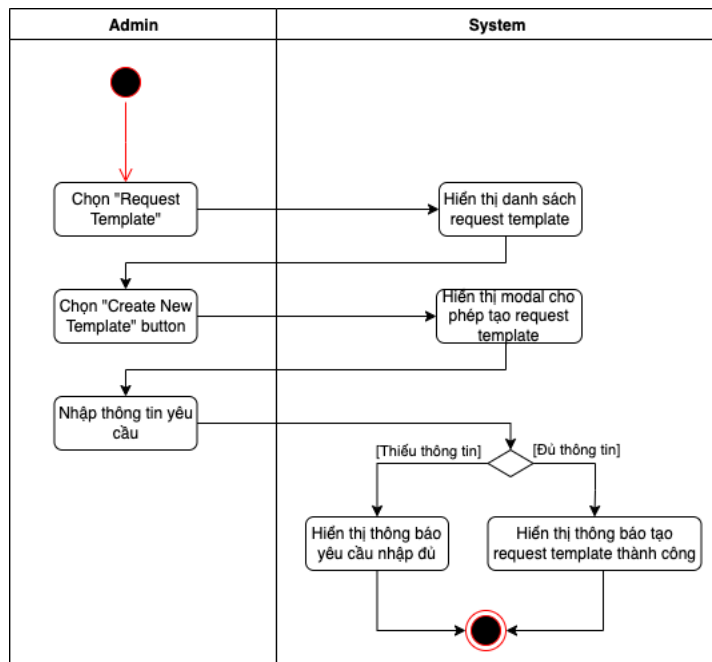 Admin
System
Chọn "Request
Template"
Hiển thị danh sách
request template
Chọn "Create New
Template" button
Hiển thị modal cho
phép tạo request
template
Nhập thông tin yêu
cầu
[Thiếu thông tin]
[Đủ thông tin]
Hiển thị thông báo
yêu cầu nhập đủ
Hiển thị thông báo tạo
request template thành công